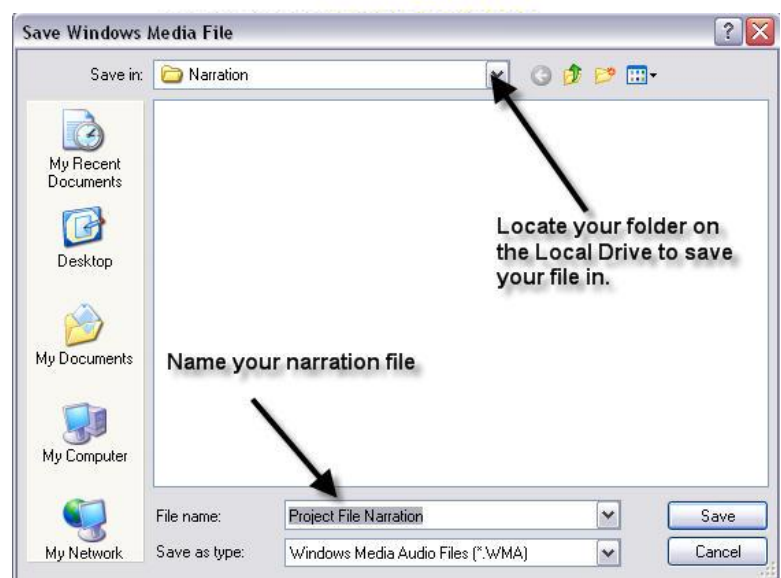 Save Windows Media File
Save in:
Narration
My Recent
Documents
Desktop
My Documents
My Computer
My Network
Locate your folder on
the Local Drive to save
your file in.
Name your narration file
File name:
Project File Narration
Save
Save as type:
Windows Media Audio Files (*.WMA)
Cancel